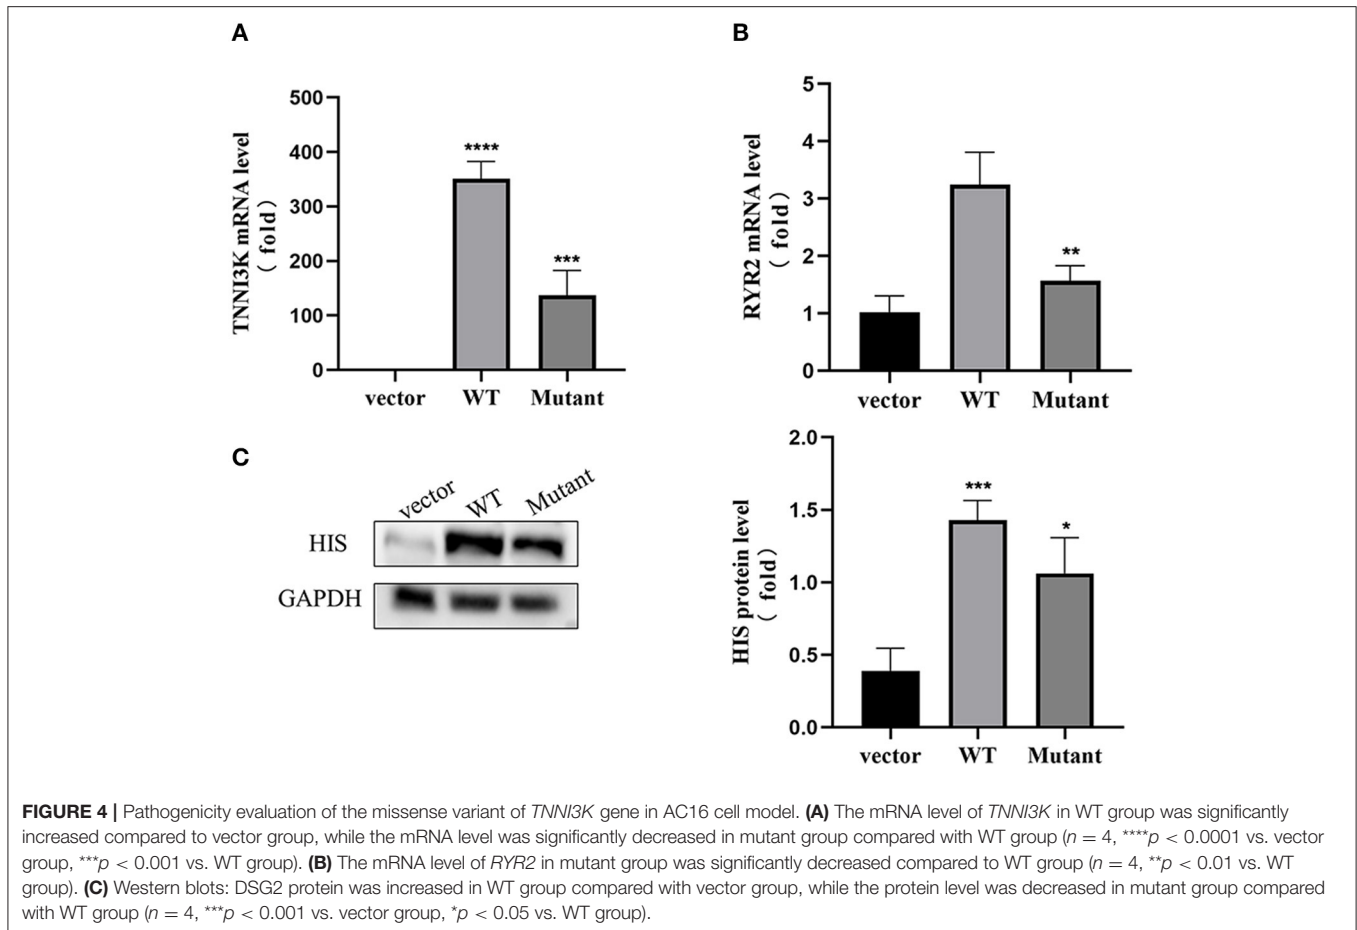 A
500
400
300
200
100
0
TNNI3K mRNA level
( fold )
****
***
vector WT Mutant
B
5
4
3
2
1
0
RYR2 mRNA level
( fold )
**
vector WT Mutant
C
vector WT Mutant
HIS
GAPDH
2.0
1.5
1.0
0.5
0.0
HIS protein level
( fold )
***
*
vector WT Mutant
FIGURE 4 | Pathogenicity evaluation of the missense variant of TNNI3K gene in AC16 cell model. (A) The mRNA level of TNNI3K in WT group was significantly
increased compared to vector group, while the mRNA level was significantly decreased in mutant group compared with WT group (n = 4, ****p < 0.0001 vs. vector
group, ***p < 0.001 vs. WT group). (B) The mRNA level of RYR2 in mutant group was significantly decreased compared to WT group (n = 4, **p < 0.01 vs. WT
group). (C) Western blots: DSG2 protein was increased in WT group compared with vector group, while the protein level was decreased in mutant group compared
with WT group (n = 4, ***p < 0.001 vs. vector group, *p < 0.05 vs. WT group).